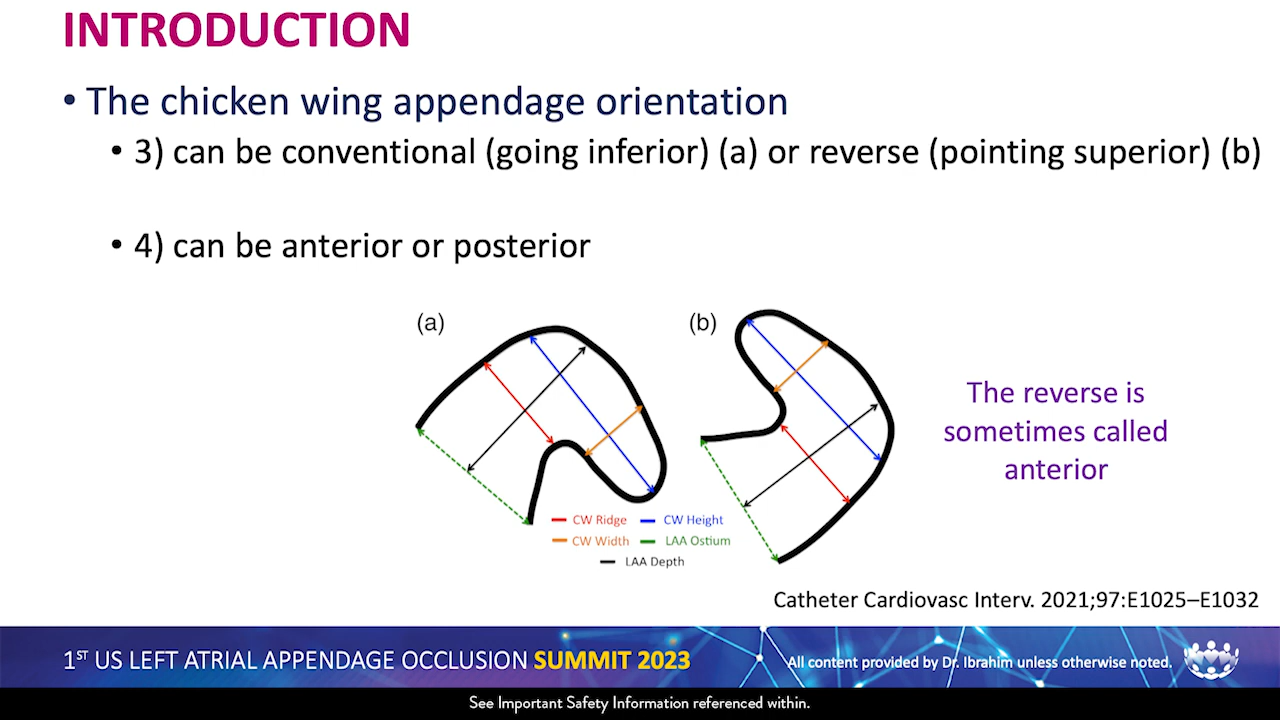 INTRODUCTION
• The chicken wing appendage orientation
• 3) can be conventional (going inferior) (a) or reverse (pointing superior) (b)
• 4) can be anterior or posterior
(a)
(b)
The reverse is
sometimes called
anterior
CW Ridge
CW Height
CW Width
LAA Ostium
LAA Depth
Catheter Cardiovasc Interv. 2021;97:E1025–E1032
1ST US LEFT ATRIAL APPENDAGE OCCLUSION SUMMIT 2023
All content provided by Dr. Ibrahim unless otherwise noted.
See Important Safety Information referenced within.